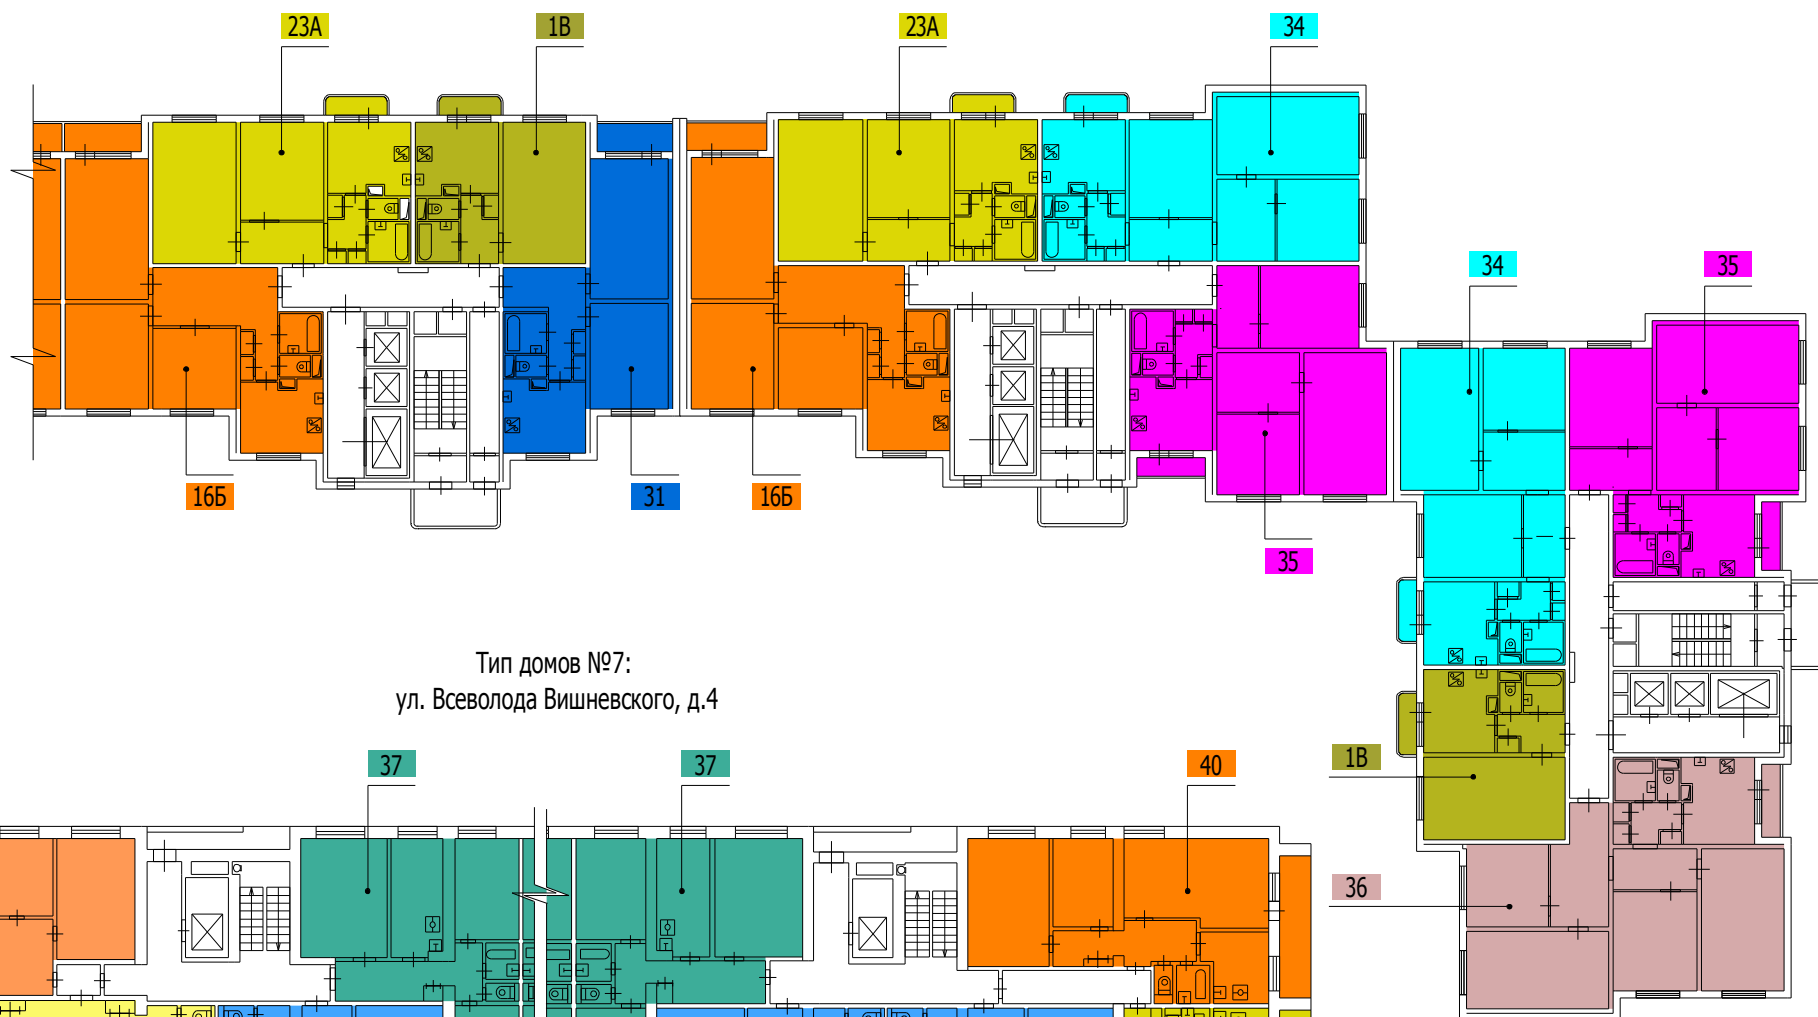 23А 1В 23А 34
34 35
16Б 31 16Б
35
Тип домов №7:
ул. Всеволода Вишневского, д.4
1В
37 37 40
36